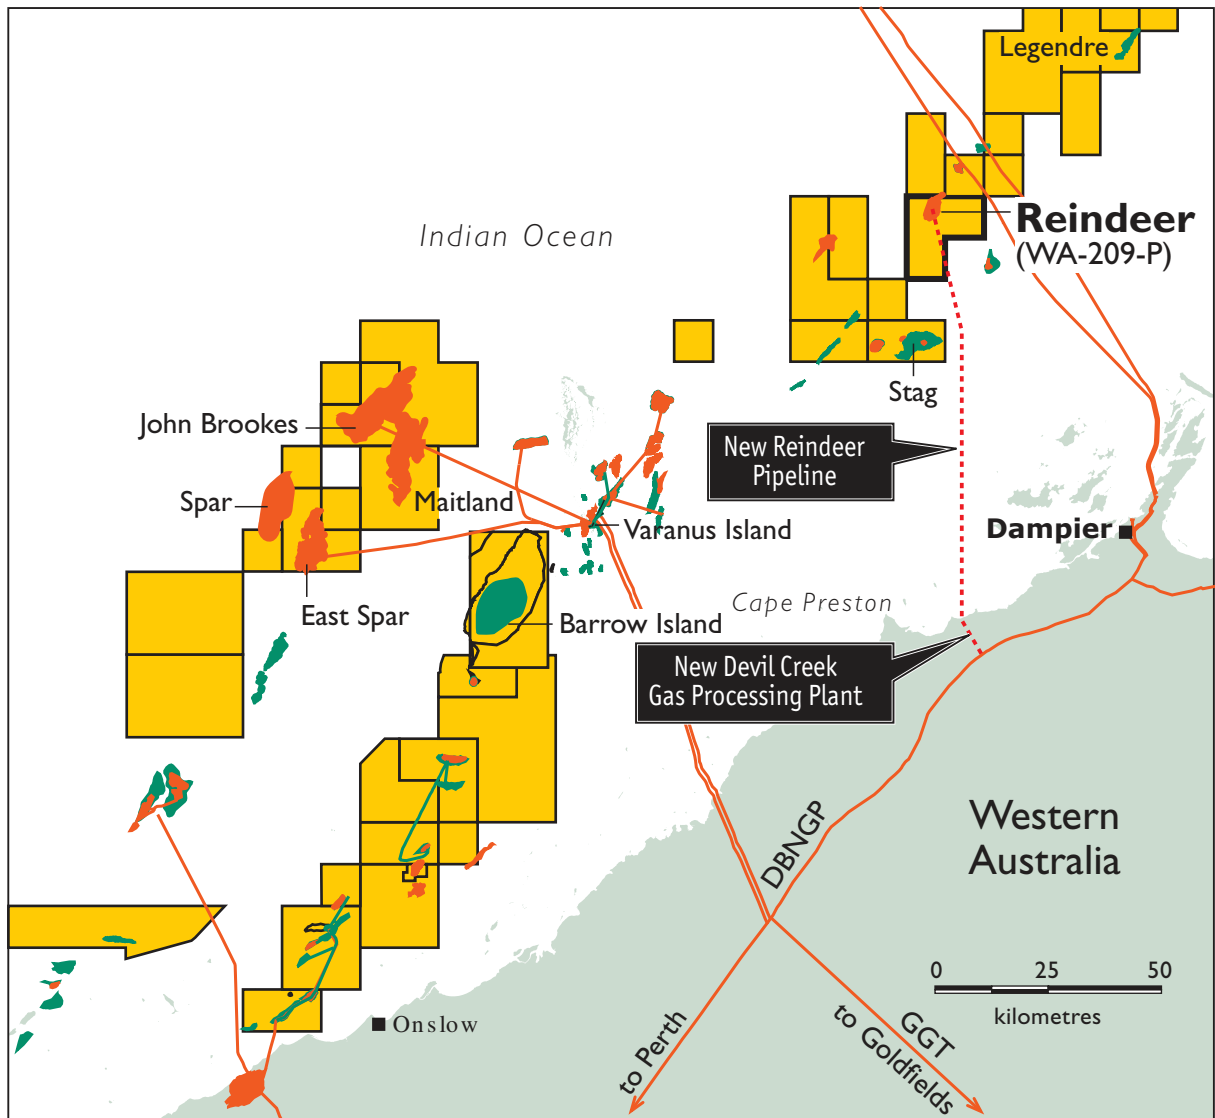 Legendre
Reindeer
(WA-209-P)
Indian Ocean
Stag
John Brookes
New Reindeer
Pipeline
Spar
Maitland
Varanus Island
Dampier
East Spar
Cape Preston
Barrow Island
New Devil Creek
Gas Processing Plant
Western
Australia
DBNGP
0 25 50
kilometres
Onslow
to Perth
GGT
to Goldfields